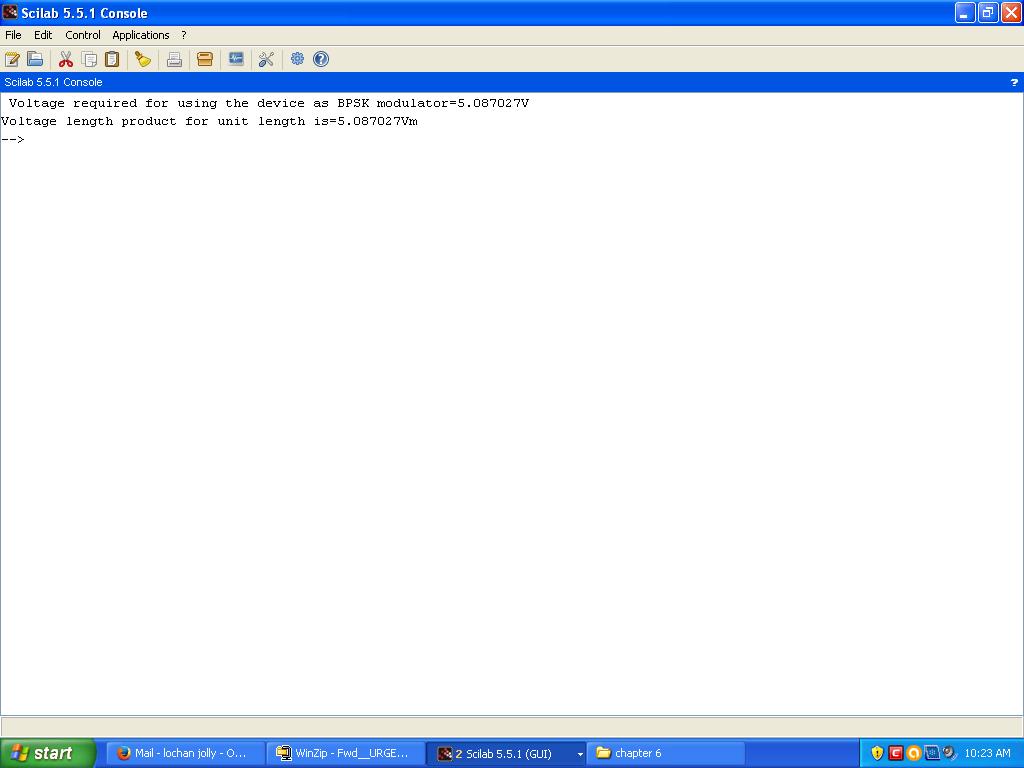 Scilab 5.5.1 Console
File Edit Control Applications ?
Scilab 5.5.1 Console ?
Voltage required for using the device as BPSK modulator=5.087027V
Voltage length product for unit length is=5.087027Vm
-->
start Mail - lochan jolly - O... WinZip - Fwd__URGE... 2 Scilab 5.5.1 (GUI) chapter 6 10:23 AM